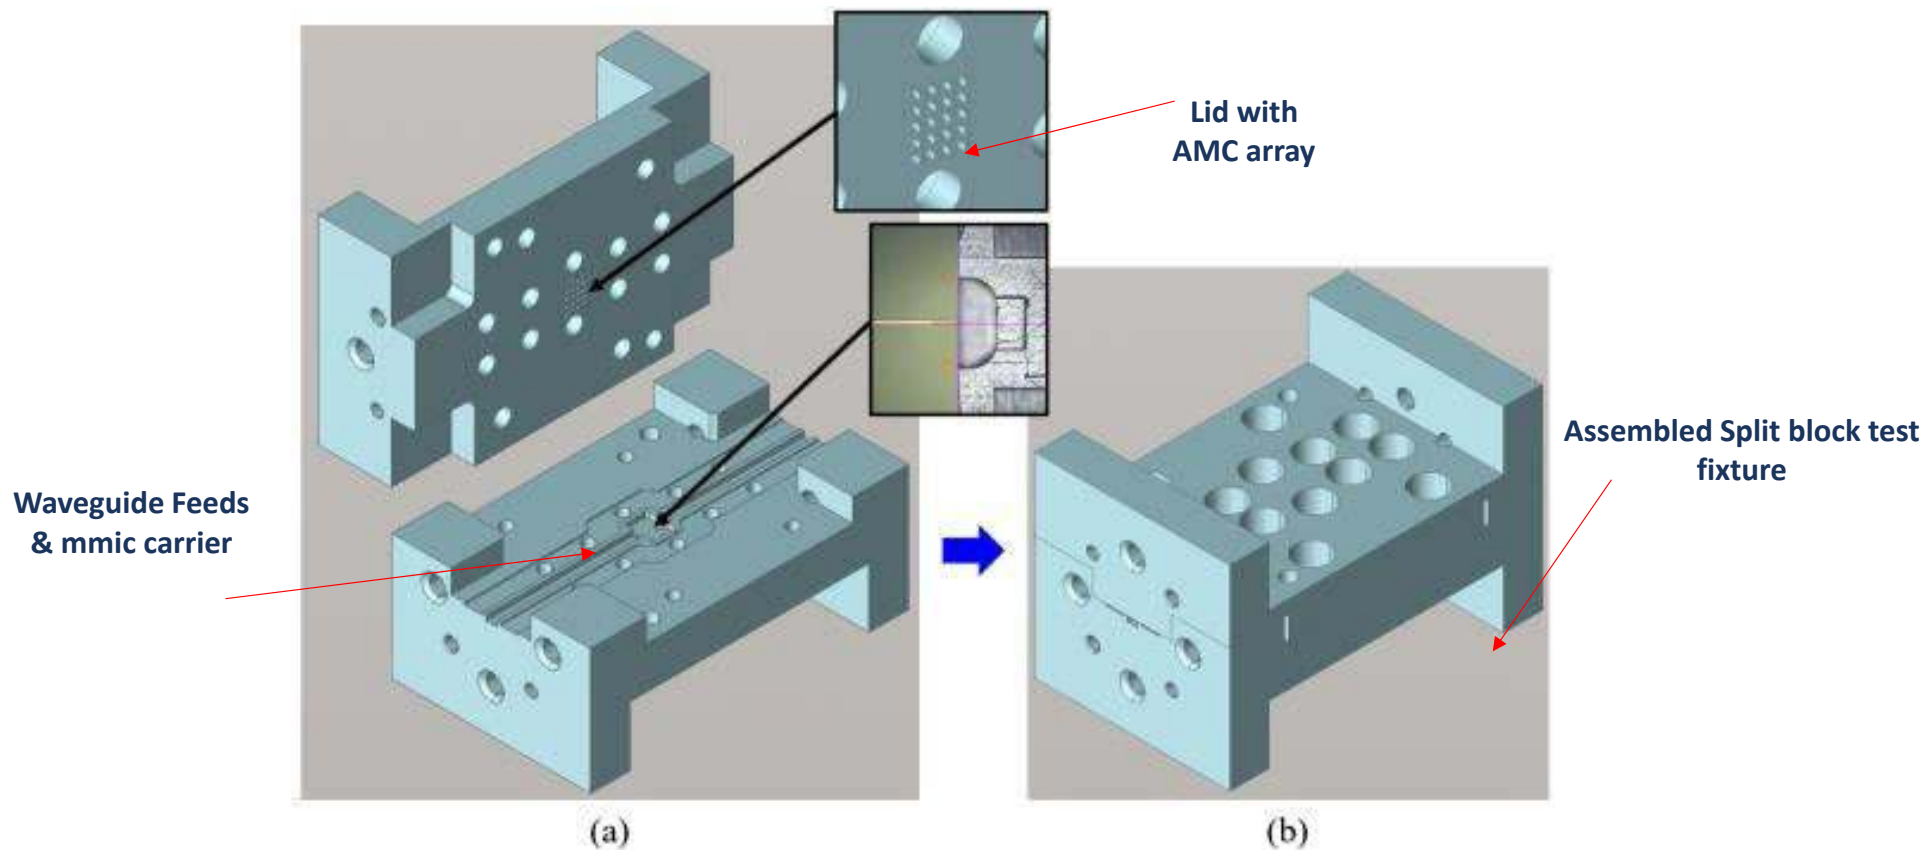 Lid with
AMC array
Waveguide Feeds
& mmic carrier
Assembled Split block test
fixture
(a)
(b)